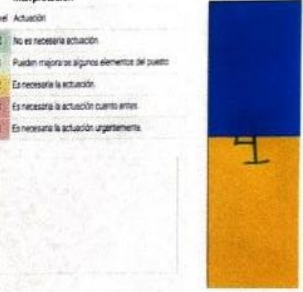 Interpretación
Actuación
No es necesaria actuación.
Pueden mejorarse algunos elementos del puesto
Es necesaria la actuación.
Es necesaria la actuación cuanto antes.
Es necesaria la actuación urgentemente.
4